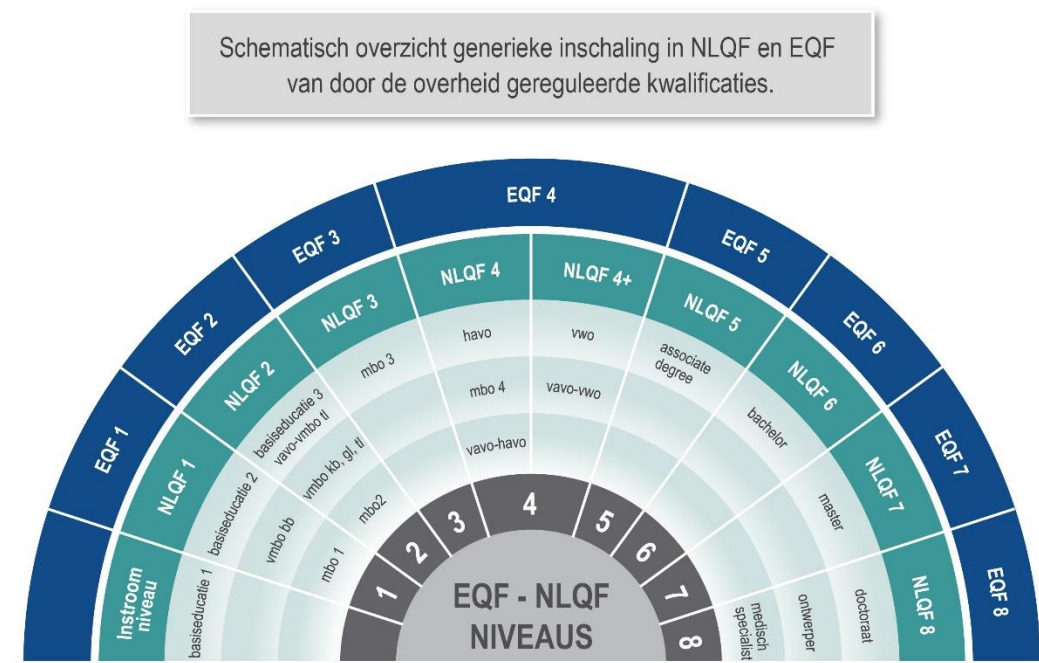 Schematisch overzicht generieke inschaling in NLQF en EQF
van door de overheid gereguleerde kwalificaties.
EQF 1
EQF 2
EQF 3
EQF 4
EQF 5
EQF 6
EQF 7
EQF 8
Instroom
niveau
NLQF 1
NLQF 2
NLQF 3
NLQF 4
NLQF 4+
NLQF 5
NLQF 6
NLQF 7
NLQF 8
basiseducatie 1
basiseducatie 2
vmbo bb
mbo 1
basiseducatie 3
vavo-vmbo tl
vmbo kb, gl, tl
mbo2
mbo 3
havo
mbo 4
vavo-havo
vwo
vavo-vwo
associate
degree
bachelor
master
doctoraat
ontwerper
medisch
specialist
1
2
3
4
5
6
7
8
EQF - NLQF
NIVEAUS